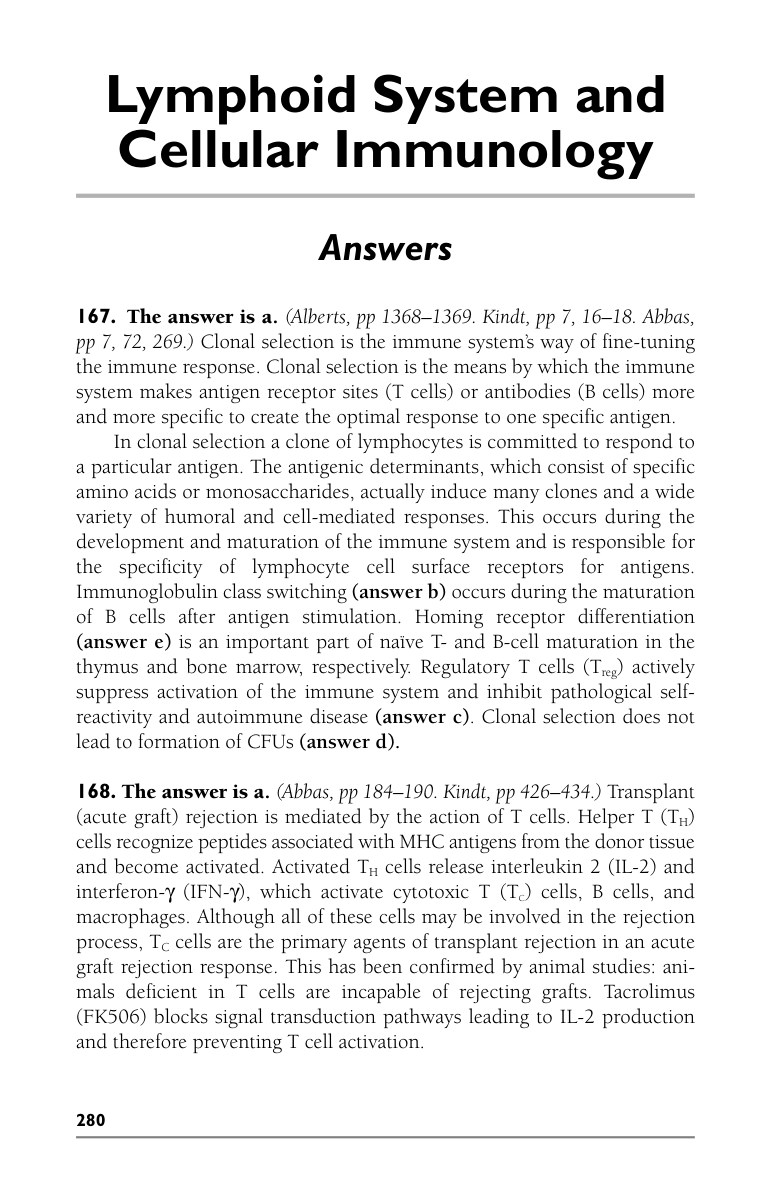 Lymphoid System and
Cellular Immunology
Answers
167. The answer is a. (Alberts, pp 1368–1369. Kindt, pp 7, 16–18. Abbas,
pp 7, 72, 269.) Clonal selection is the immune system's way of fine-tuning
the immune response. Clonal selection is the means by which the immune
system makes antigen receptor sites (T cells) or antibodies (B cells) more
and more specific to create the optimal response to one specific antigen.
In clonal selection a clone of lymphocytes is committed to respond to
a particular antigen. The antigenic determinants, which consist of specific
amino acids or monosaccharides, actually induce many clones and a wide
variety of humoral and cell-mediated responses. This occurs during the
development and maturation of the immune system and is responsible for
the specificity of lymphocyte cell surface receptors for antigens.
Immunoglobulin class switching (answer b) occurs during the maturation
of B cells after antigen stimulation. Homing receptor differentiation
(answer e) is an important part of naïve T- and B-cell maturation in the
thymus and bone marrow, respectively. Regulatory T cells (Treg) actively
suppress activation of the immune system and inhibit pathological self-
reactivity and autoimmune disease (answer c). Clonal selection does not
lead to formation of CFUs (answer d).
168. The answer is a. (Abbas, pp 184–190. Kindt, pp 426–434.) Transplant
(acute graft) rejection is mediated by the action of T cells. Helper T (TH)
cells recognize peptides associated with MHC antigens from the donor tissue
and become activated. Activated TH cells release interleukin 2 (IL-2) and
interferon-γ (IFN-γ), which activate cytotoxic T (Tc) cells, B cells, and
macrophages. Although all of these cells may be involved in the rejection
process, TC cells are the primary agents of transplant rejection in an acute
graft rejection response. This has been confirmed by animal studies: ani-
mals deficient in T cells are incapable of rejecting grafts. Tacrolimus
(FK506) blocks signal transduction pathways leading to IL-2 production
and therefore preventing T cell activation.
280